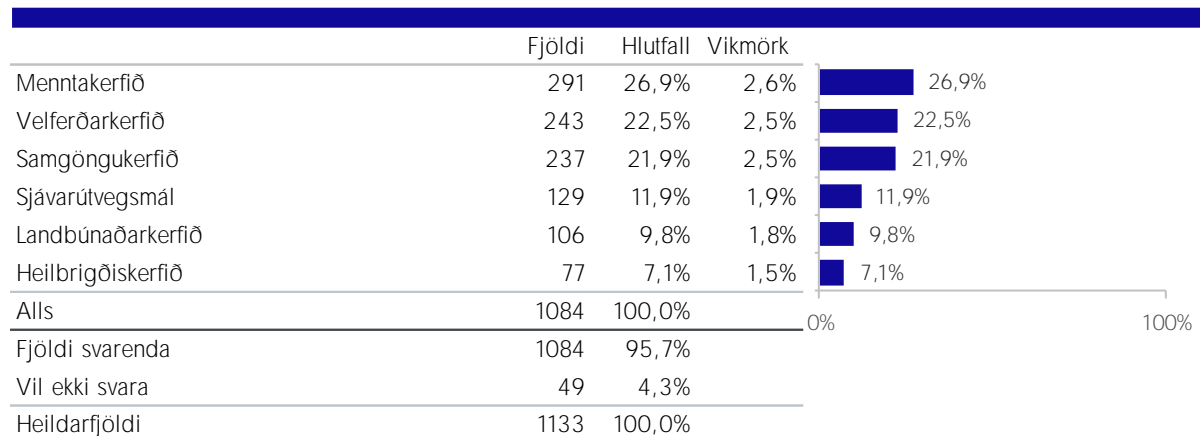 Fjöldi Hlutfall Vikmörk
Menntakerfið 291 26,9% 2,6% 26,9%
Velferðarkerfið 243 22,5% 2,5% 22,5%
Samgöngukerfið 237 21,9% 2,5% 21,9%
Sjávarútvegsmál 129 11,9% 1,9% 11,9%
Landbúnaðarkerfið 106 9,8% 1,8% 9,8%
Heilbrigðiskerfið 77 7,1% 1,5% 7,1%
Alls 1084 100,0%
0% 100%
Fjöldi svarenda 1084 95,7%
Vil ekki svara 49 4,3%
Heildarfjöldi 1133 100,0%